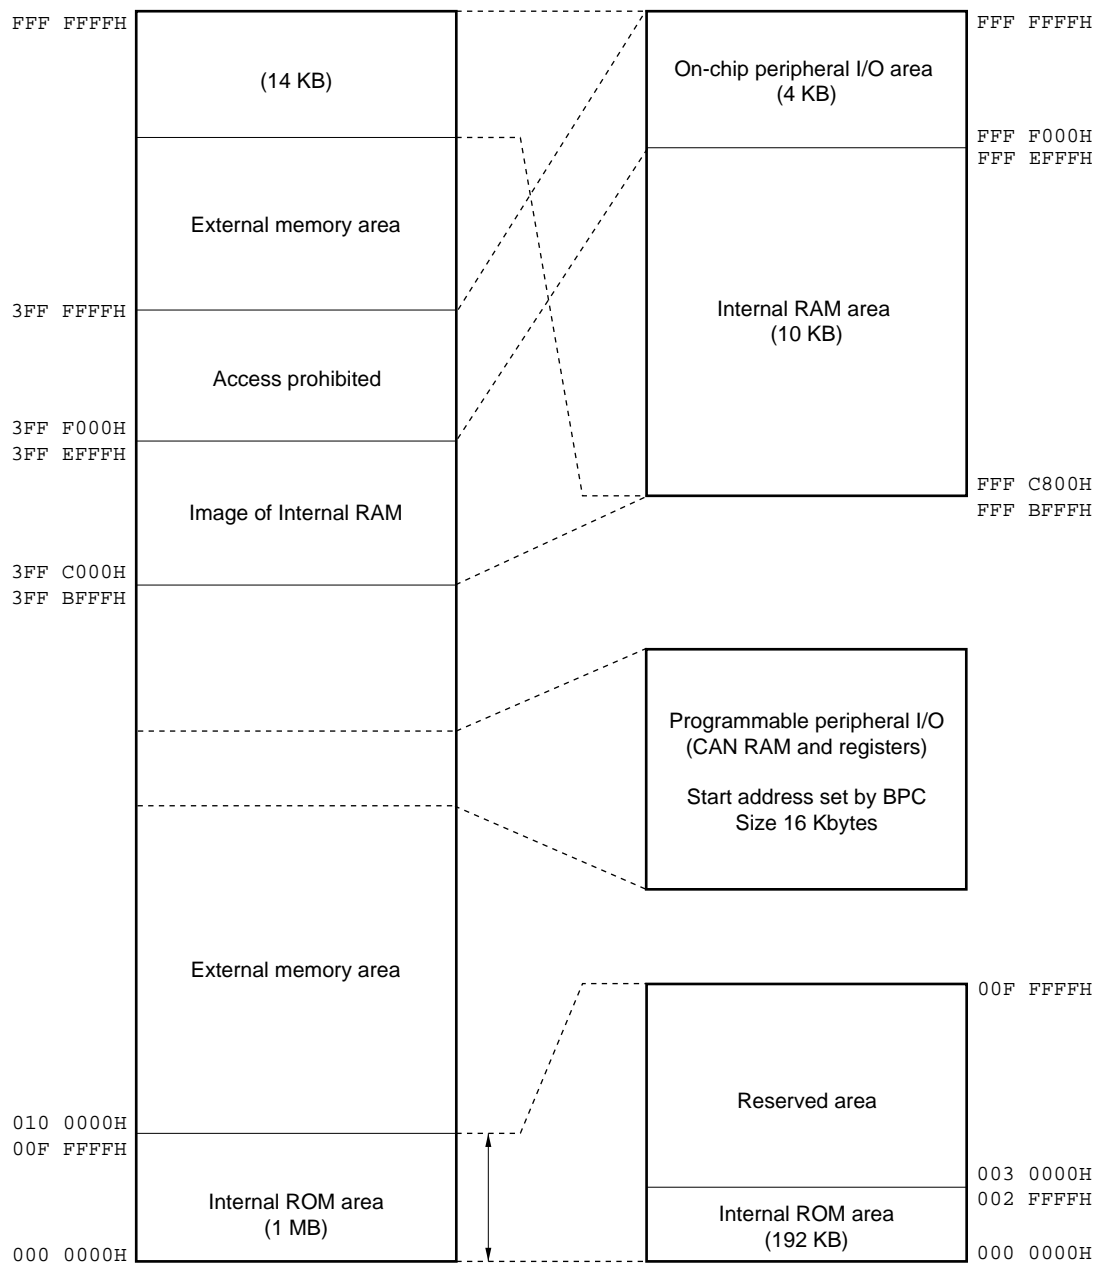 FFF FFFFH
(14 KB)
External memory area
3FF FFFFH
Access prohibited
3FF F000H
3FF EFFFH
Image of Internal RAM
3FF C000H
3FF BFFFH
External memory area
010 0000H
00F FFFFH
Internal ROM area
(1 MB)
000 0000H
FFF FFFFH
On-chip peripheral I/O area
(4 KB)
FFF F000H
FFF EFFFH
Internal RAM area
(10 KB)
FFF C800H
FFF BFFFH
Programmable peripheral I/O
(CAN RAM and registers)
Start address set by BPC
Size 16 Kbytes
00F FFFFH
Reserved area
003 0000H
002 FFFFH
Internal ROM area
(192 KB)
000 0000H